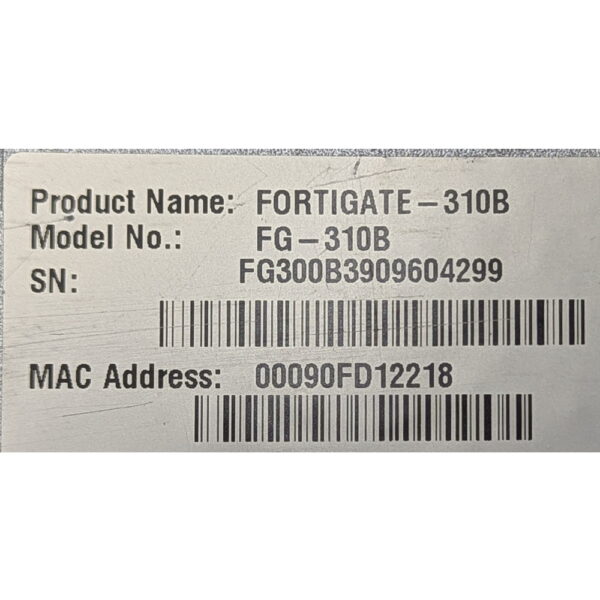 Product Name: FORTIGATE-310B
Model No.: FG-310B
SN: FG300B3909604299
MAC Address: 00090FD12218